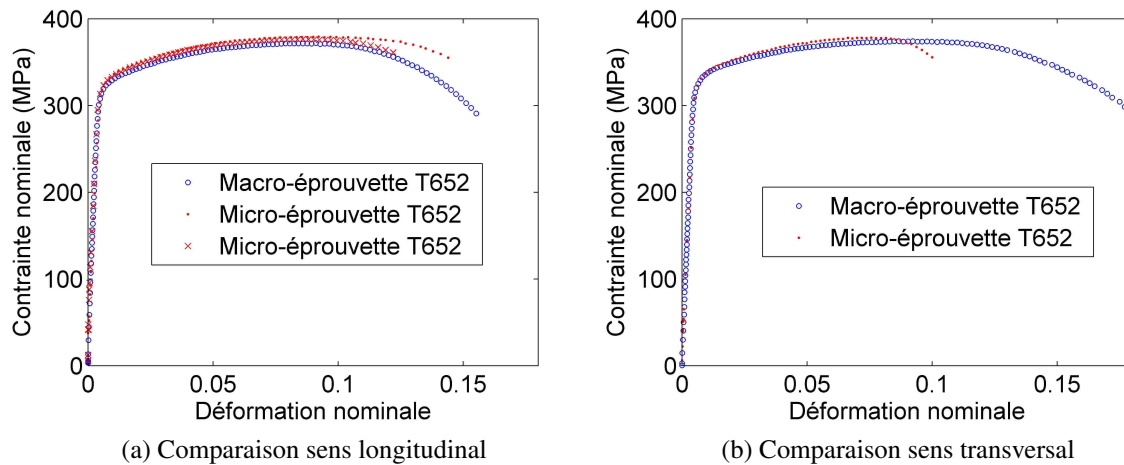 400
300
200
100
0
Contrainte nominale (MPa)
Macro-éprouvette T652
Micro-éprouvette T652
Micro-éprouvette T652
0 0.05 0.1 0.15
Déformation nominale
(a) Comparaison sens longitudinal
400
300
200
100
0
Contrainte nominale (MPa)
Macro-éprouvette T652
Micro-éprouvette T652
0 0.05 0.1 0.15
Déformation nominale
(b) Comparaison sens transversal